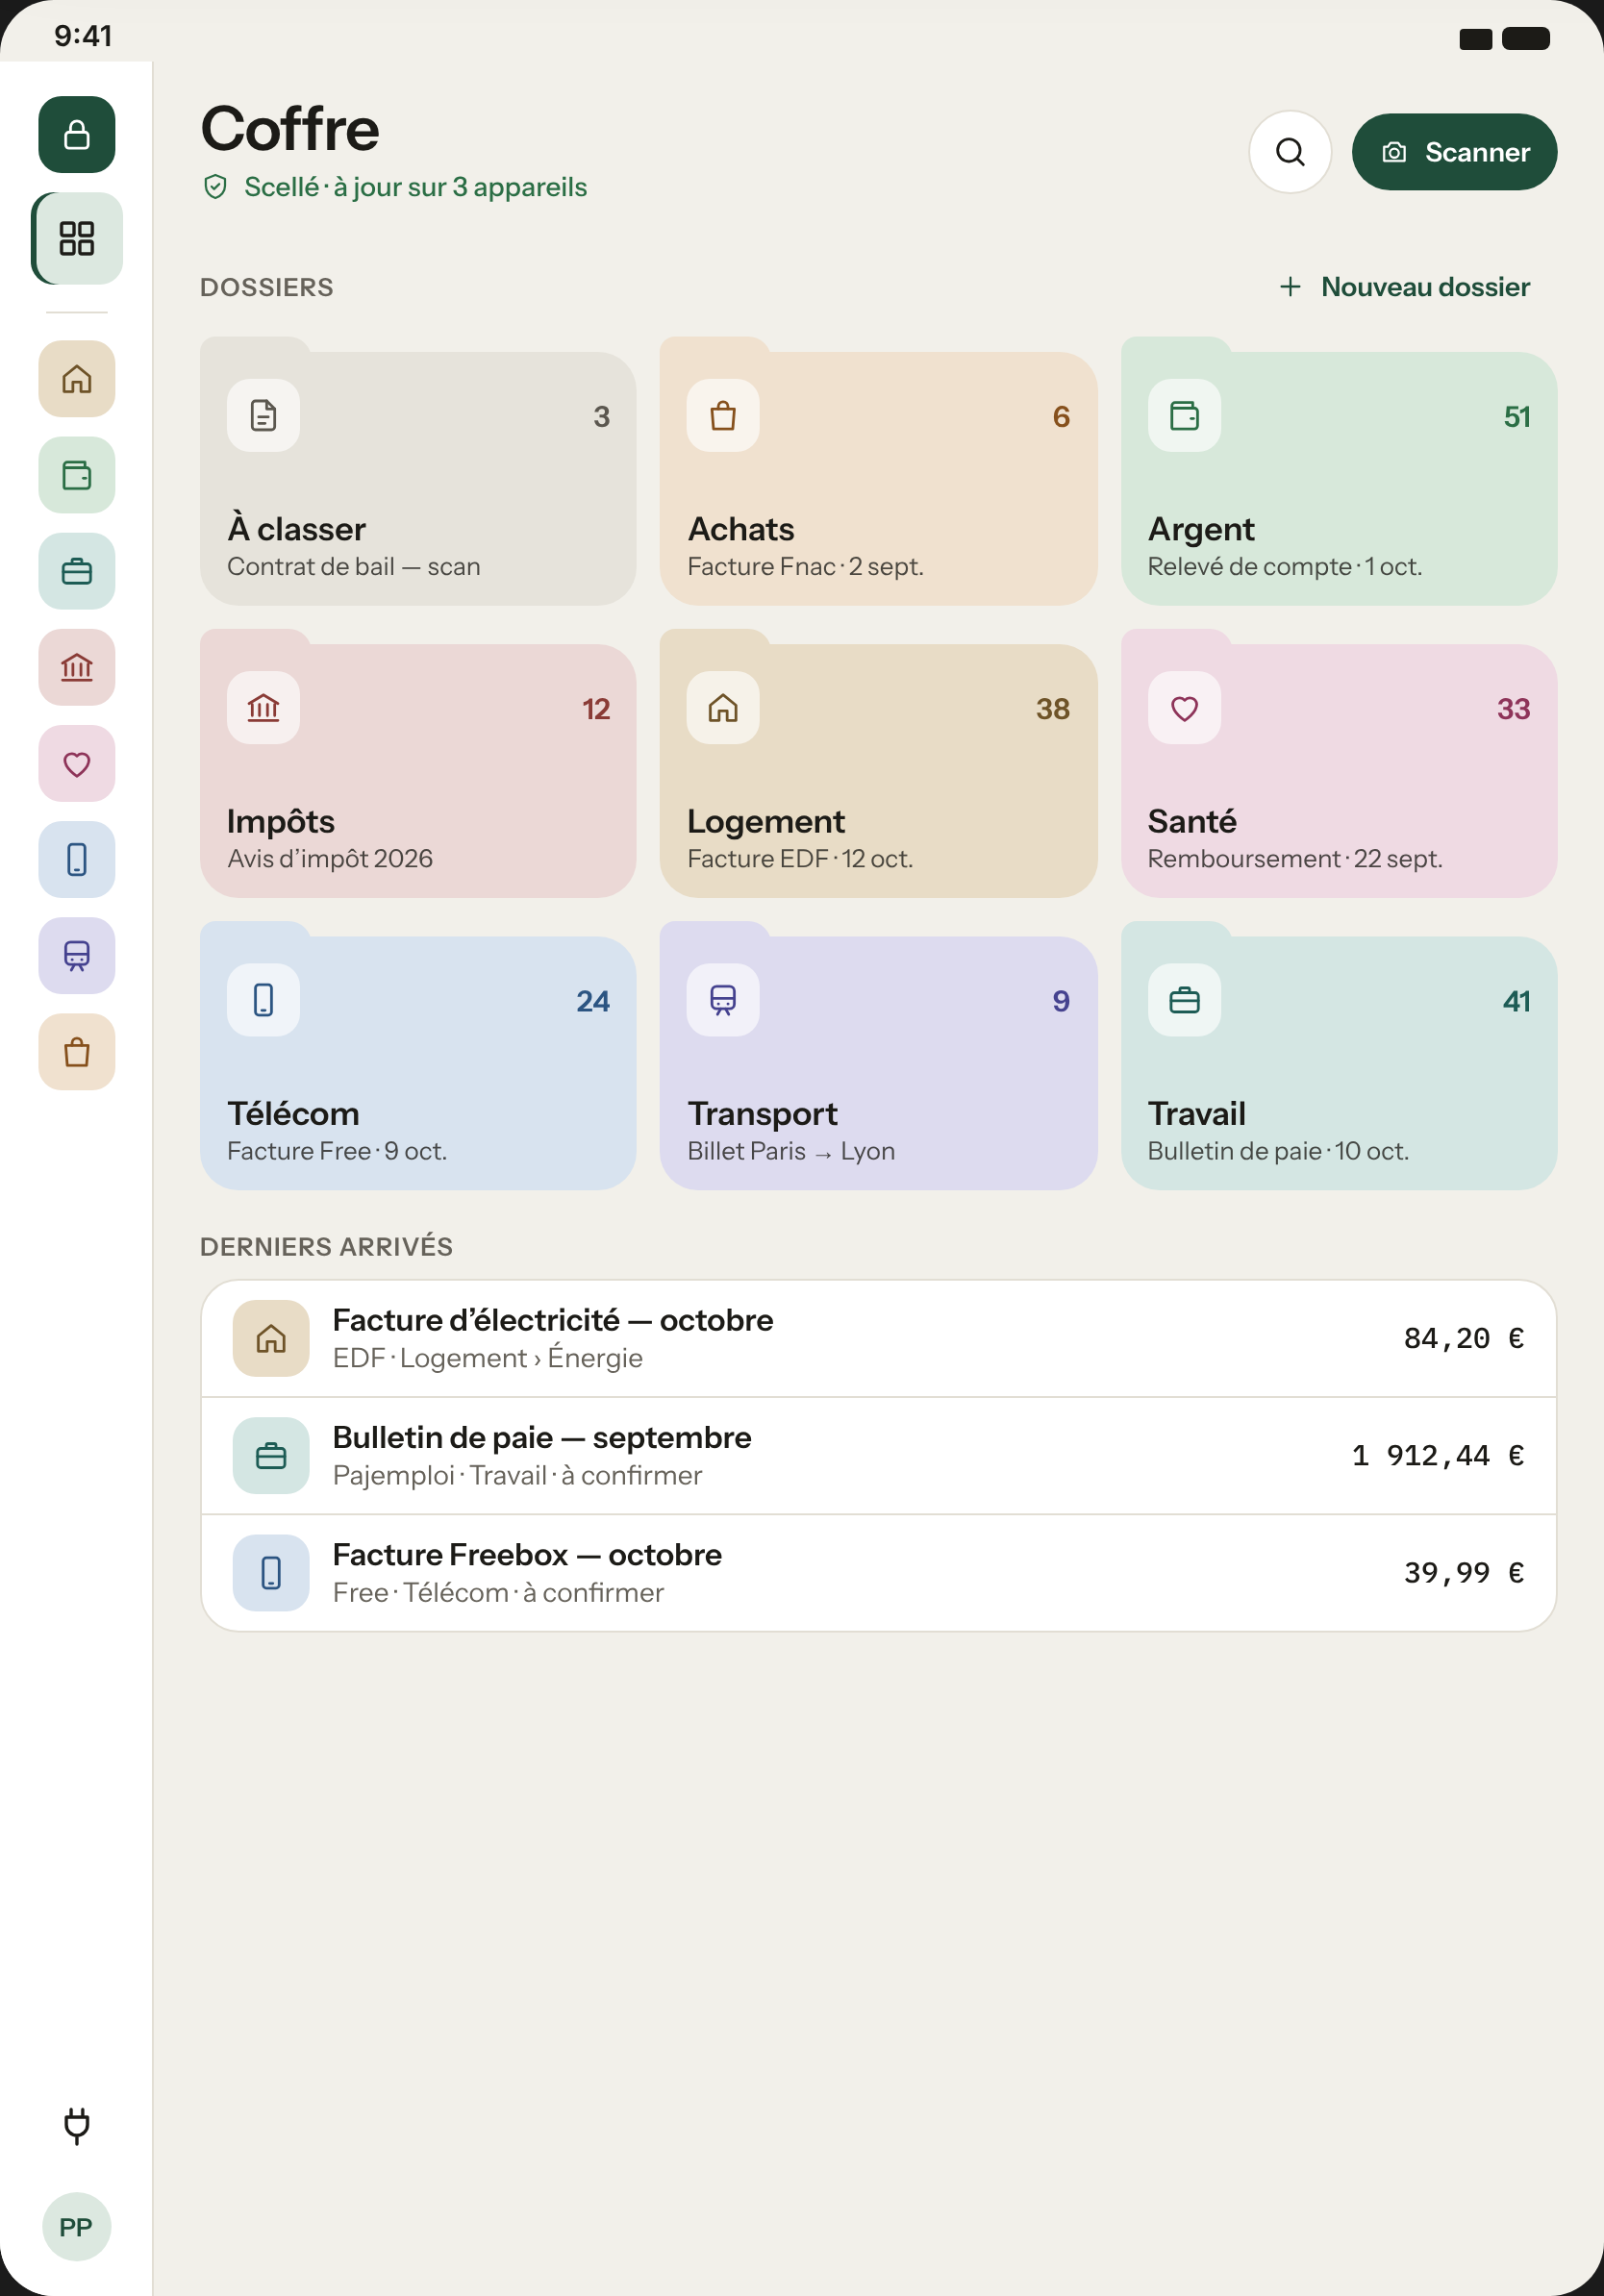 9:41
Coffre
Scellé · à jour sur 3 appareils
Scanner
DOSSIERS
Nouveau dossier
3
À classer
Contrat de bail — scan
6
Achats
Facture Fnac · 2 sept.
51
Argent
Relevé de compte · 1 oct.
12
Impôts
Avis d’impôt 2026
38
Logement
Facture EDF · 12 oct.
33
Santé
Remboursement · 22 sept.
24
Télécom
Facture Free · 9 oct.
9
Transport
Billet Paris → Lyon
41
Travail
Bulletin de paie · 10 oct.
DERNIERS ARRIVÉS
Facture d’électricité — octobre
EDF · Logement › Énergie
84,20 €
Bulletin de paie — septembre
Pajemploi · Travail · à confirmer
1 912,44 €
Facture Freebox — octobre
Free · Télécom · à confirmer
39,99 €
PP